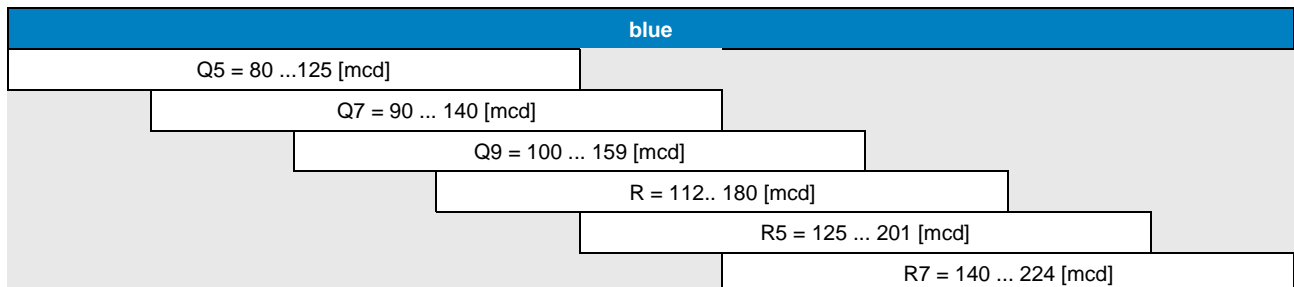 blue
Q5 = 80 ...125 [mcd]
Q7 = 90 ... 140 [mcd]
Q9 = 100 ... 159 [mcd]
R = 112.. 180 [mcd]
R5 = 125 ... 201 [mcd]
R7 = 140 ... 224 [mcd]